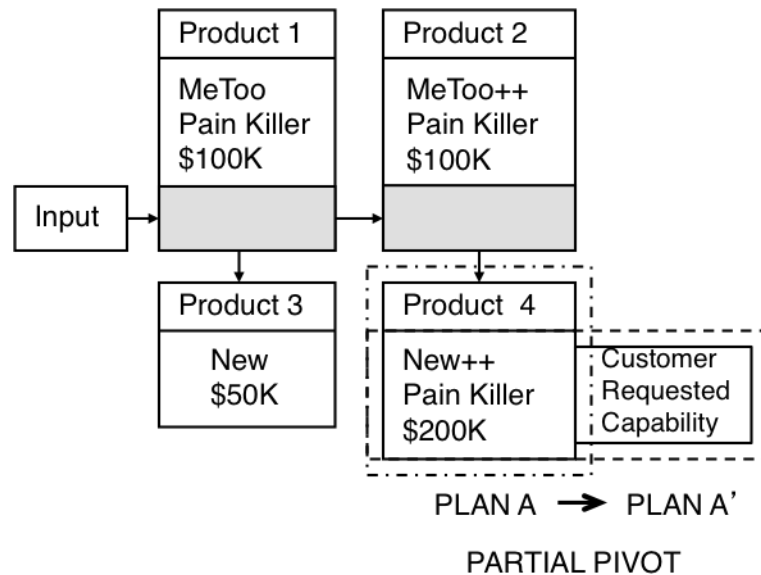 Product 1
MeToo
Pain Killer
$100K
Product 2
MeToo++
Pain Killer
$100K
Input
Product 3
New
$50K
Product 4
New++
Pain Killer
$200K
Customer
Requested
Capability
PLAN A → PLAN A’
PARTIAL PIVOT